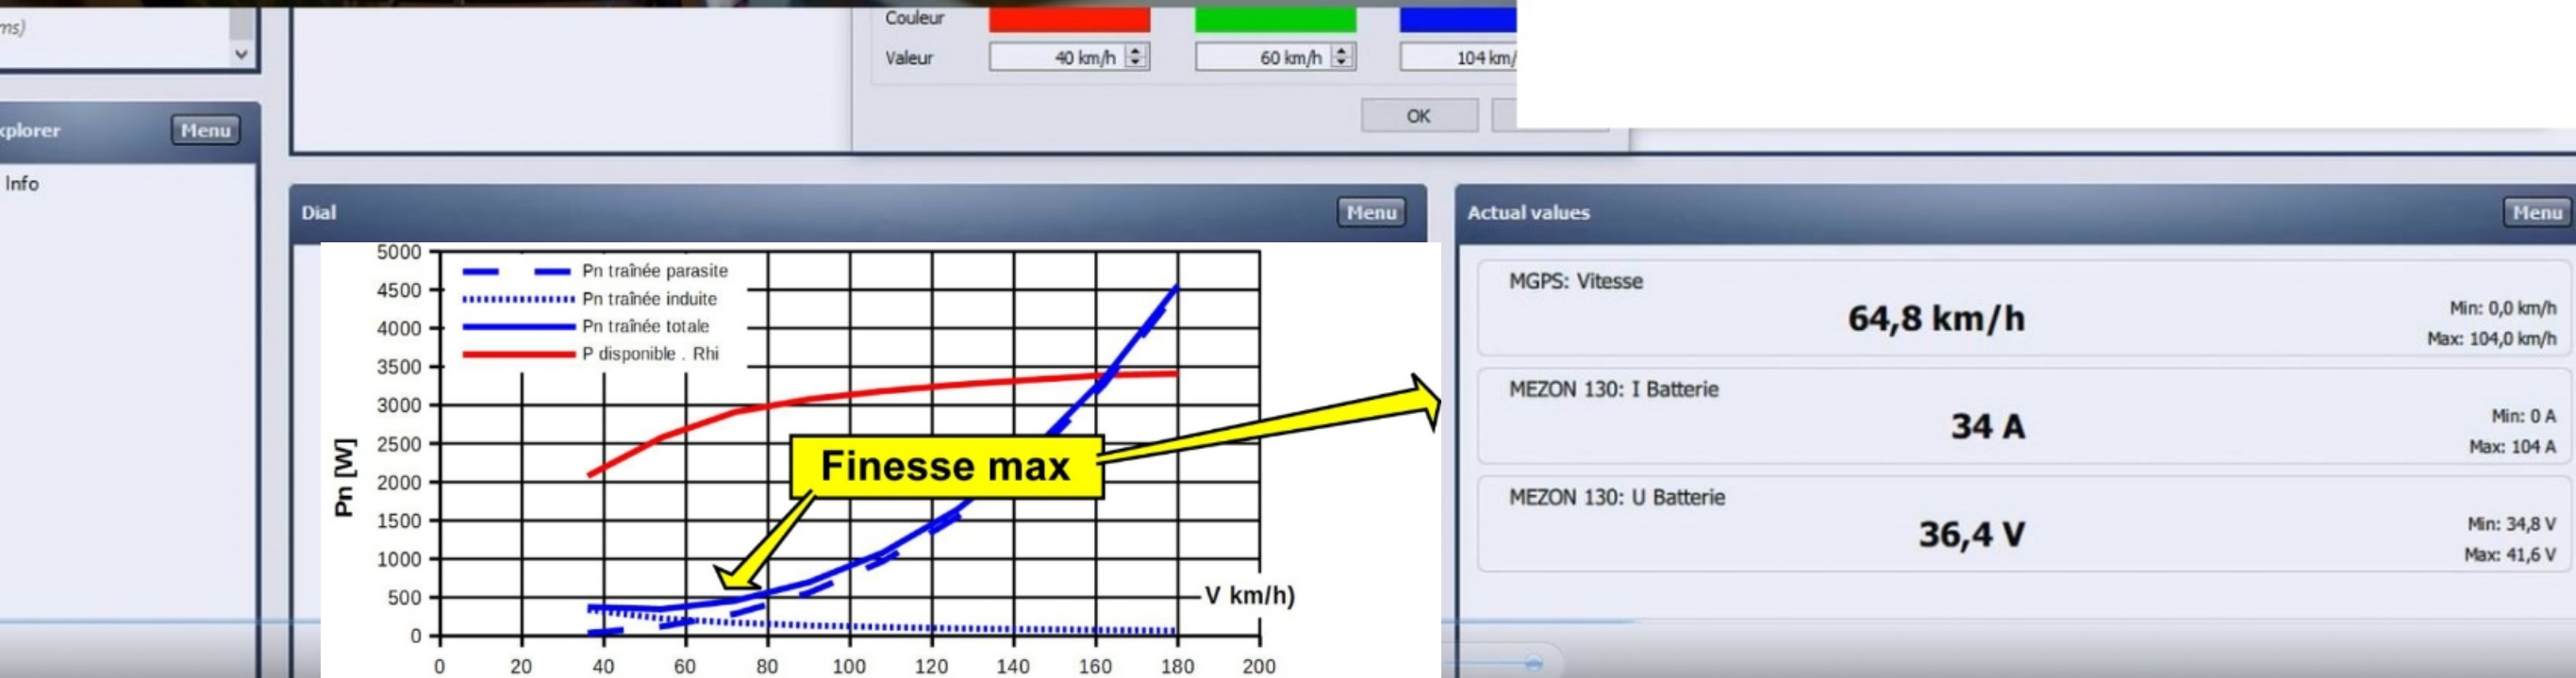 ms)
Couleur
Valeur 40 km/h 60 km/h 104 km/
OK
xplorer Menu
Info
Dial Menu
Actual values Menu
5000
4500
4000
3500
3000
2500
2000
1500
1000
500
0
Pn [W]
Pn traînée parasite
Pn traînée induite
Pn traînée totale
P disponible . Rhi
Finesse max
V km/h)
0 20 40 60 80 100 120 140 160 180 200
MGPS: Vitesse
64,8 km/h
Min: 0,0 km/h
Max: 104,0 km/h
MEZON 130: I Batterie
34 A
Min: 0 A
Max: 104 A
MEZON 130: U Batterie
36,4 V
Min: 34,8 V
Max: 41,6 V